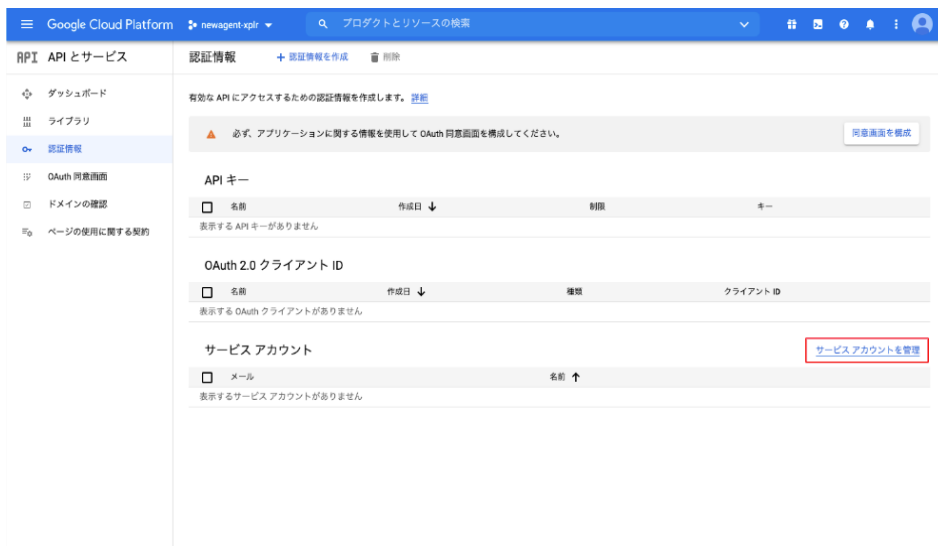 Google Cloud Platform newagent-xplr プロダクトとリソースの検索
API APIとサービス
認証情報 + 認証情報を作成 削除
ダッシュボード
ライブラリ
認証情報
OAuth 同意画面
ドメインの確認
ページの使用に関する契約
有効な API にアクセスするための認証情報を作成します。 詳細
必ず、アプリケーションに関する情報を使用して OAuth 同意画面を構成してください。 同意画面を構成
API キー
名前 作成日 制限 キー
表示する API キーがありません
OAuth 2.0 クライアント ID
名前 作成日 種類 クライアント ID
表示する OAuth クライアントがありません
サービス アカウント サービス アカウントを管理
メール 名前
表示するサービス アカウントがありません